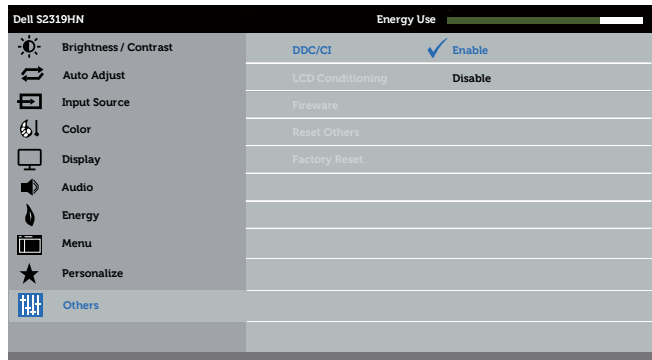 Dell S2319HN Energy Use
Brightness / Contrast DDC/CI Enable
Auto Adjust LCD Conditioning Disable
Input Source Fireware
Color Reset Others
Display Factory Reset
Audio
Energy
Menu
Personalize
Others